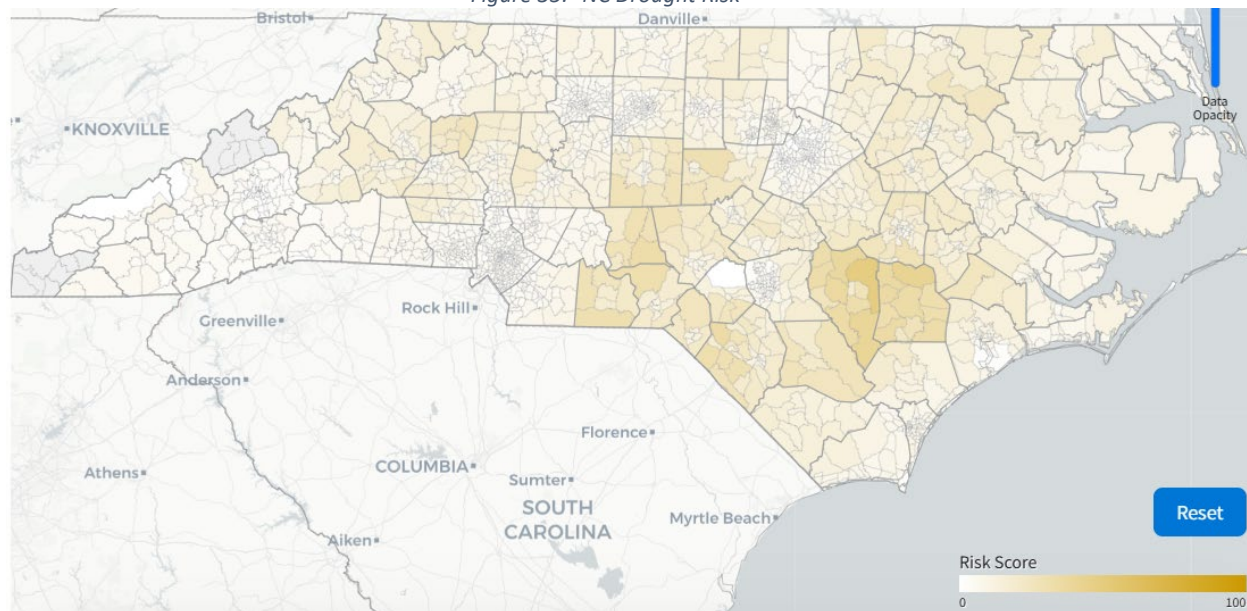 Figure 33: NC Drought Risk
Bristol
Danville
Data
Opacity
KNOXVILLE
Rock Hill
Greenville
Anderson
Florence
Athens
COLUMBIA
Sumter
SOUTH
CAROLINA
Myrtle Beach
Aiken
Reset
Risk Score
0
100